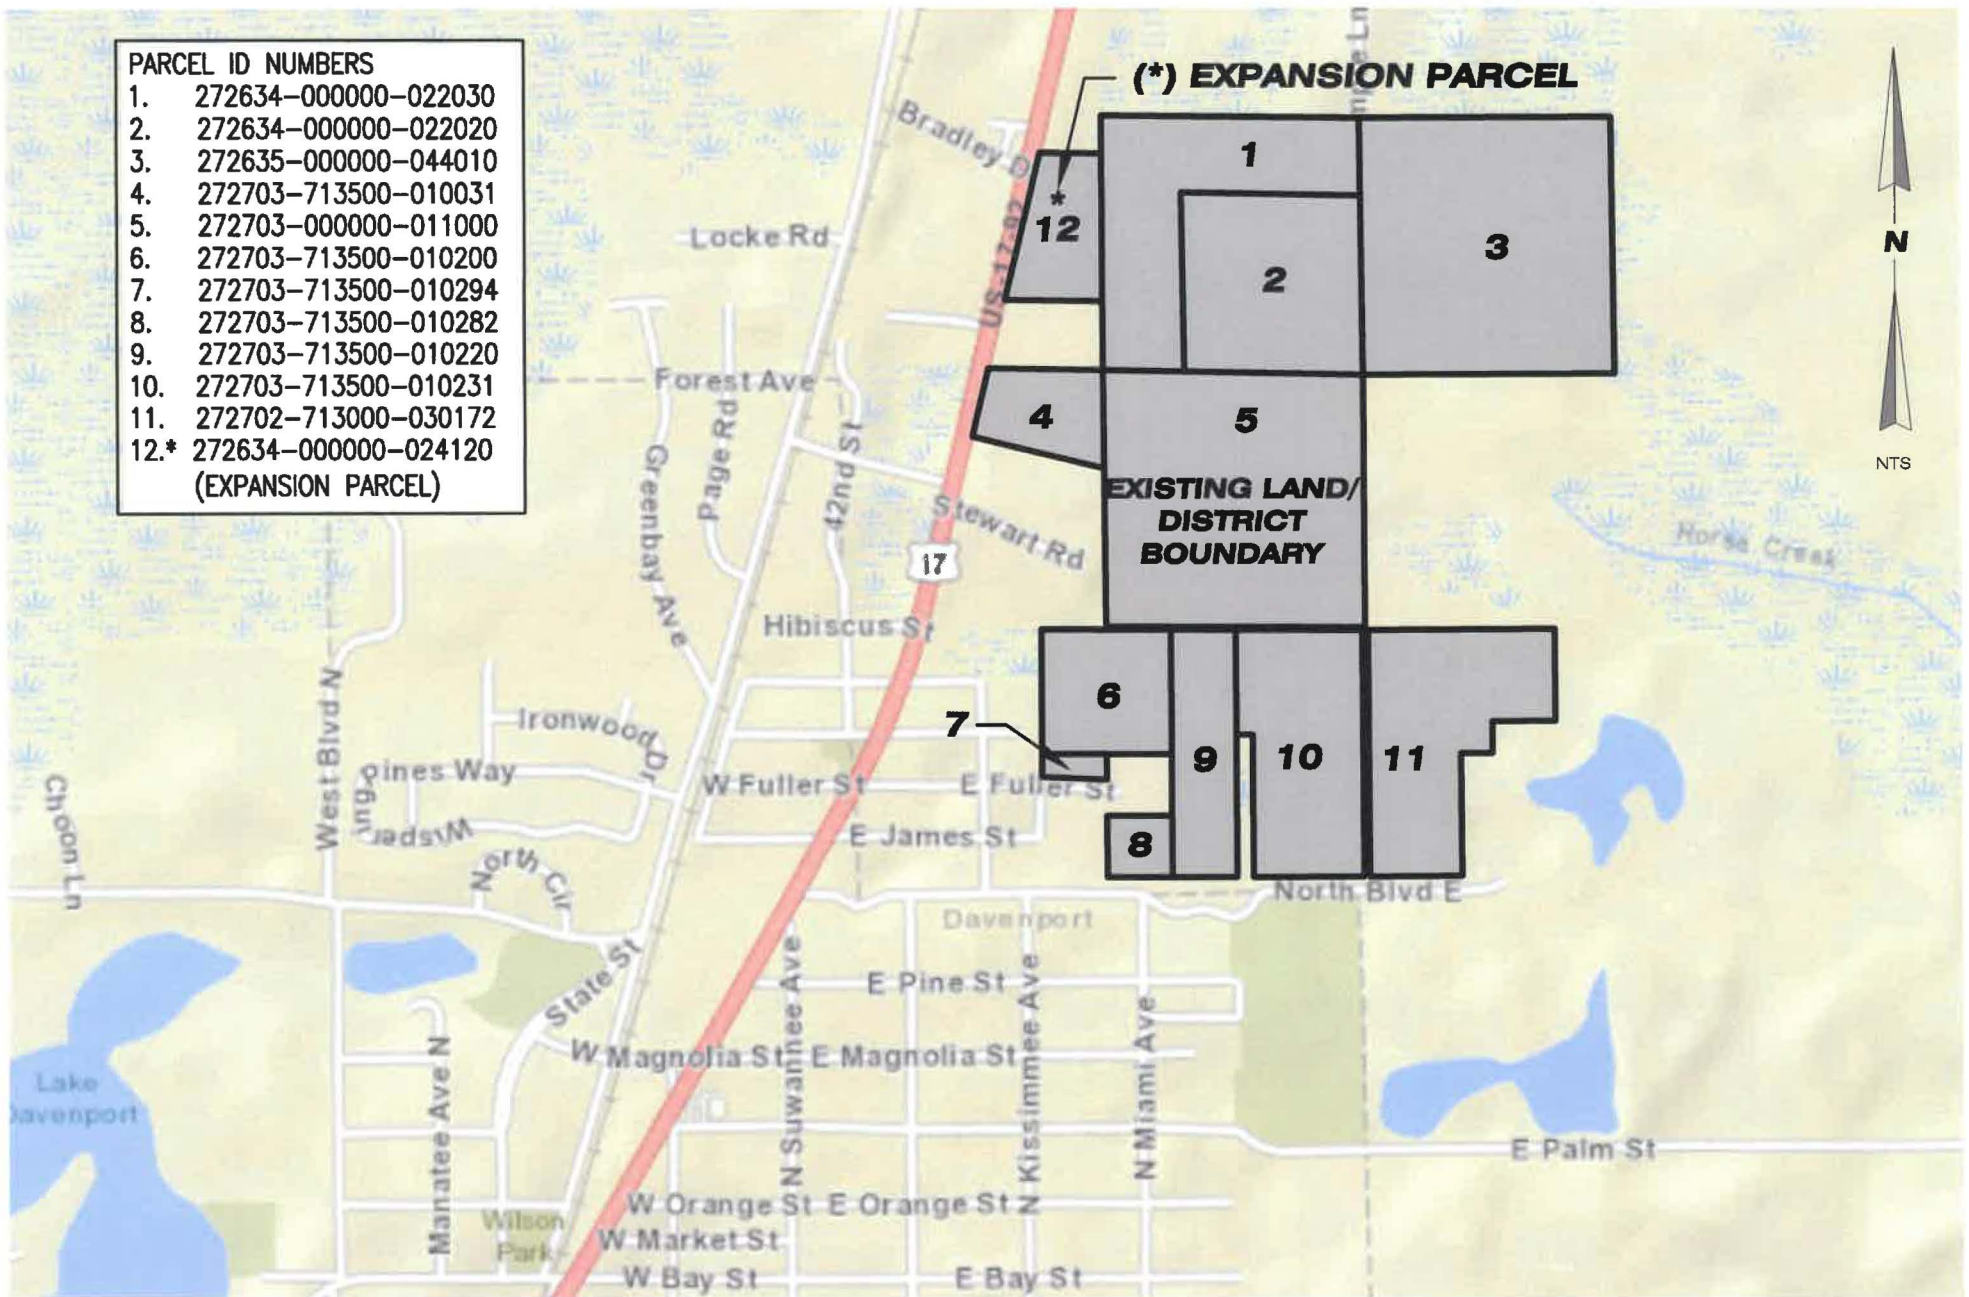 PARCEL ID NUMBERS
1. 272634-000000-022030
2. 272634-000000-022020
3. 272635-000000-044010
4. 272703-713500-010031
5. 272703-000000-011000
6. 272703-713500-010200
7. 272703-713500-010294
8. 272703-713500-010282
9. 272703-713500-010220
10. 272703-713500-010231
11. 272702-713000-030172
12.* 272634-000000-024120
(EXPANSION PARCEL)
(*) EXPANSION PARCEL
Bradley D
1
*
12
2
3
N
NTS
Locke Rd
US-17-92
Forest Ave
4
5
EXISTING LAND/
DISTRICT
BOUNDARY
Page Rd
Greenbay Ave
42nd St
Stewart Rd
17
Horse Creek
Hibiscus St
6
7
8
9
10
11
West Blvd N
Ironwood Dr
Choon Ln
W Fuller St
E Fuller St
E James St
North Cir
North Blvd E
Davenport
State St
E Pine St
N Suwannee Ave
N Kissimmee Ave
N Miami Ave
W Magnolia St
E Magnolia St
Lake
Davenport
Manatee Ave N
E Palm St
W Orange St
E Orange St
Wilson
Park
W Market St
W Bay St
E Bay St